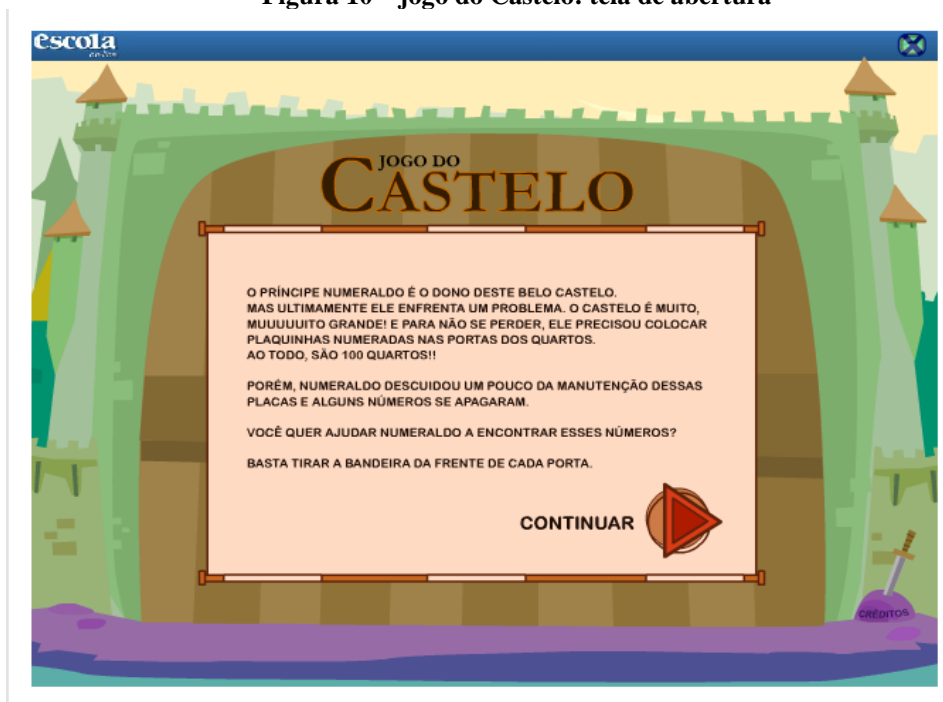 Figura 10 – jogo do Castelo: tela de abertura
escola
JOGO DO
CASTELO
O PRÍNCIPE NUMERALDO É O DONO DESTE BELO CASTELO.
MAS ULTIMAMENTE ELE ENFRENTA UM PROBLEMA. O CASTELO É MUITO,
MUUUUUITO GRANDE! E PARA NÃO SE PERDER, ELE PRECISOU COLOCAR
PLAQUINHAS NUMERADAS NAS PORTAS DOS QUARTOS.
AO TODO, SÃO 100 QUARTOS!!
PORÉM, NUMERALDO DESCUIDOU UM POUCO DA MANUTENÇÃO DESSAS
PLACAS E ALGUNS NÚMEROS SE APAGARAM.
VOCÊ QUER AJUDAR NUMERALDO A ENCONTRAR ESSES NÚMEROS?
BASTA TIRAR A BANDEIRA DA FRENTE DE CADA PORTA.
CONTINUAR
CRÉDITOS